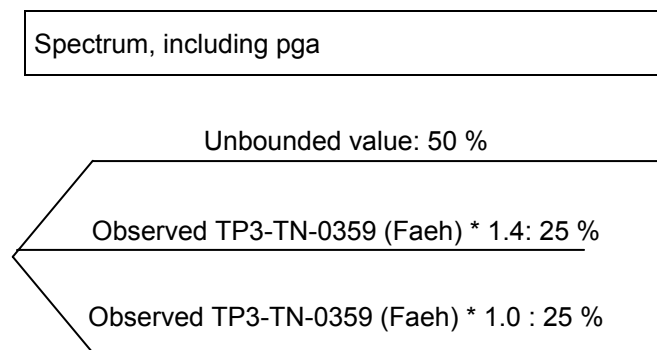 Spectrum, including pga
Unbounded value: 50 %
Observed TP3-TN-0359 (Faeh) * 1.4: 25 %
Observed TP3-TN-0359 (Faeh) * 1.0 : 25 %